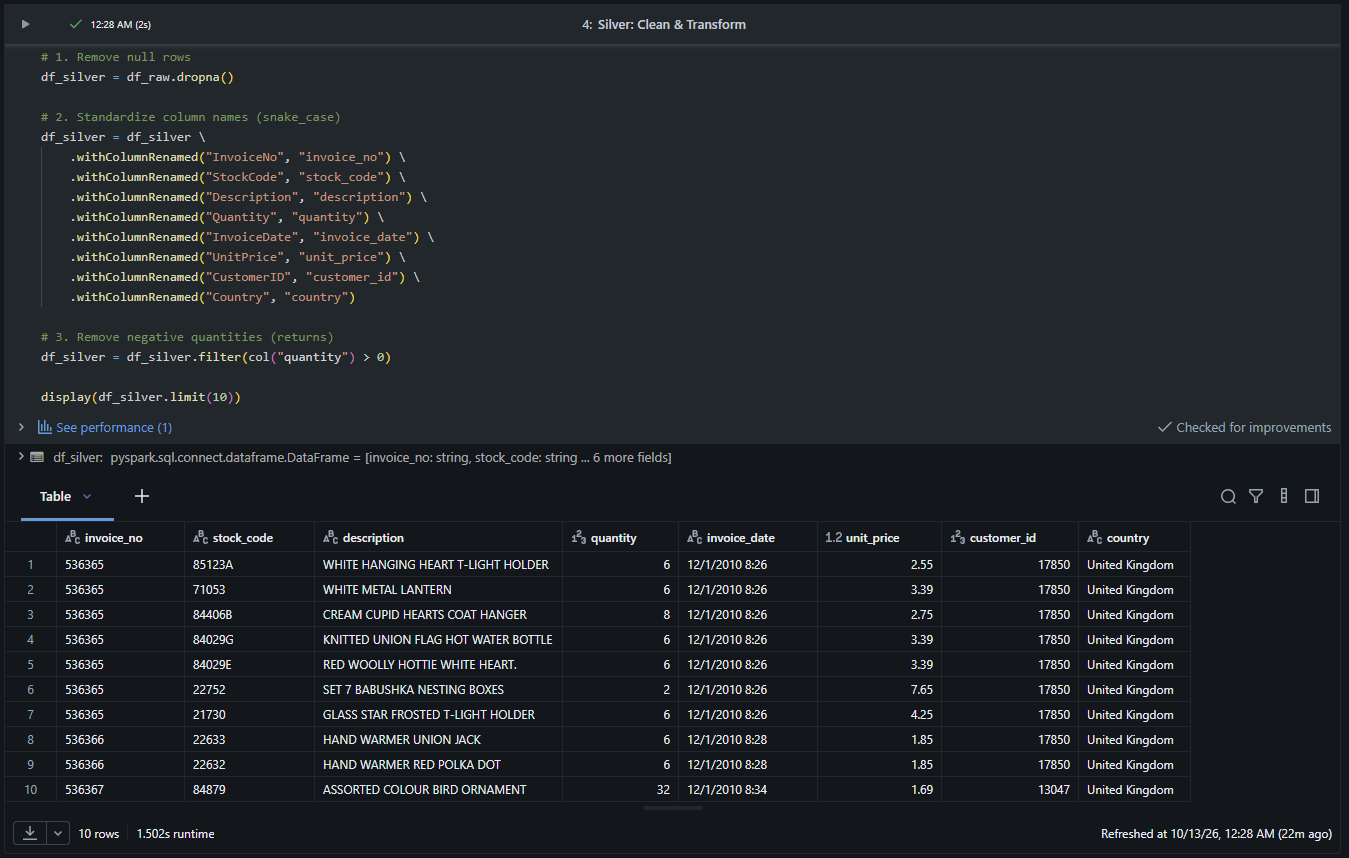 12:28 AM (2s)
4: Silver: Clean & Transform
# 1. Remove null rows
df_silver = df_raw.dropna()
# 2. Standardize column names (snake_case)
df_silver = df_silver \
.withColumnRenamed("InvoiceNo", "invoice_no") \
.withColumnRenamed("StockCode", "stock_code") \
.withColumnRenamed("Description", "description") \
.withColumnRenamed("Quantity", "quantity") \
.withColumnRenamed("InvoiceDate", "invoice_date") \
.withColumnRenamed("UnitPrice", "unit_price") \
.withColumnRenamed("CustomerID", "customer_id") \
.withColumnRenamed("Country", "country")
# 3. Remove negative quantities (returns)
df_silver = df_silver.filter(col("quantity") > 0)
display(df_silver.limit(10))
See performance (1) Checked for improvements
df_silver: pyspark.sql.connect.dataframe.DataFrame = [invoice_no: string, stock_code: string ... 6 more fields]
Table
ABC invoice_no ABC stock_code ABC description 123 quantity ABC invoice_date 1.2 unit_price 123 customer_id ABC country
1 536365 85123A WHITE HANGING HEART T-LIGHT HOLDER 6 12/1/2010 8:26 2.55 17850 United Kingdom
2 536365 71053 WHITE METAL LANTERN 6 12/1/2010 8:26 3.39 17850 United Kingdom
3 536365 84406B CREAM CUPID HEARTS COAT HANGER 8 12/1/2010 8:26 2.75 17850 United Kingdom
4 536365 84029G KNITTED UNION FLAG HOT WATER BOTTLE 6 12/1/2010 8:26 3.39 17850 United Kingdom
5 536365 84029E RED WOOLLY HOTTIE WHITE HEART. 6 12/1/2010 8:26 3.39 17850 United Kingdom
6 536365 22752 SET 7 BABUSHKA NESTING BOXES 2 12/1/2010 8:26 7.65 17850 United Kingdom
7 536365 21730 GLASS STAR FROSTED T-LIGHT HOLDER 6 12/1/2010 8:26 4.25 17850 United Kingdom
8 536366 22633 HAND WARMER UNION JACK 6 12/1/2010 8:28 1.85 17850 United Kingdom
9 536366 22632 HAND WARMER RED POLKA DOT 6 12/1/2010 8:28 1.85 17850 United Kingdom
10 536367 84879 ASSORTED COLOUR BIRD ORNAMENT 32 12/1/2010 8:34 1.69 13047 United Kingdom
10 rows 1.502s runtime Refreshed at 10/13/26, 12:28 AM (22m ago)